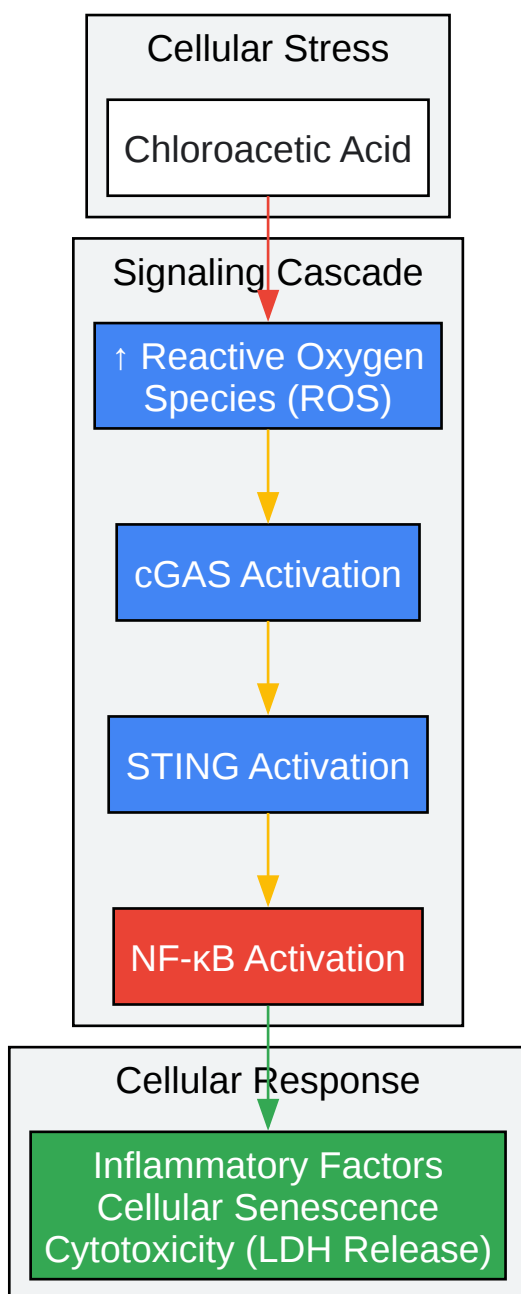 Cellular Stress
Chloroacetic Acid
Signaling Cascade
↑ Reactive Oxygen
Species (ROS)
cGAS Activation
STING Activation
NF-κB Activation
Cellular Response
Inflammatory Factors
Cellular Senescence
Cytotoxicity (LDH Release)